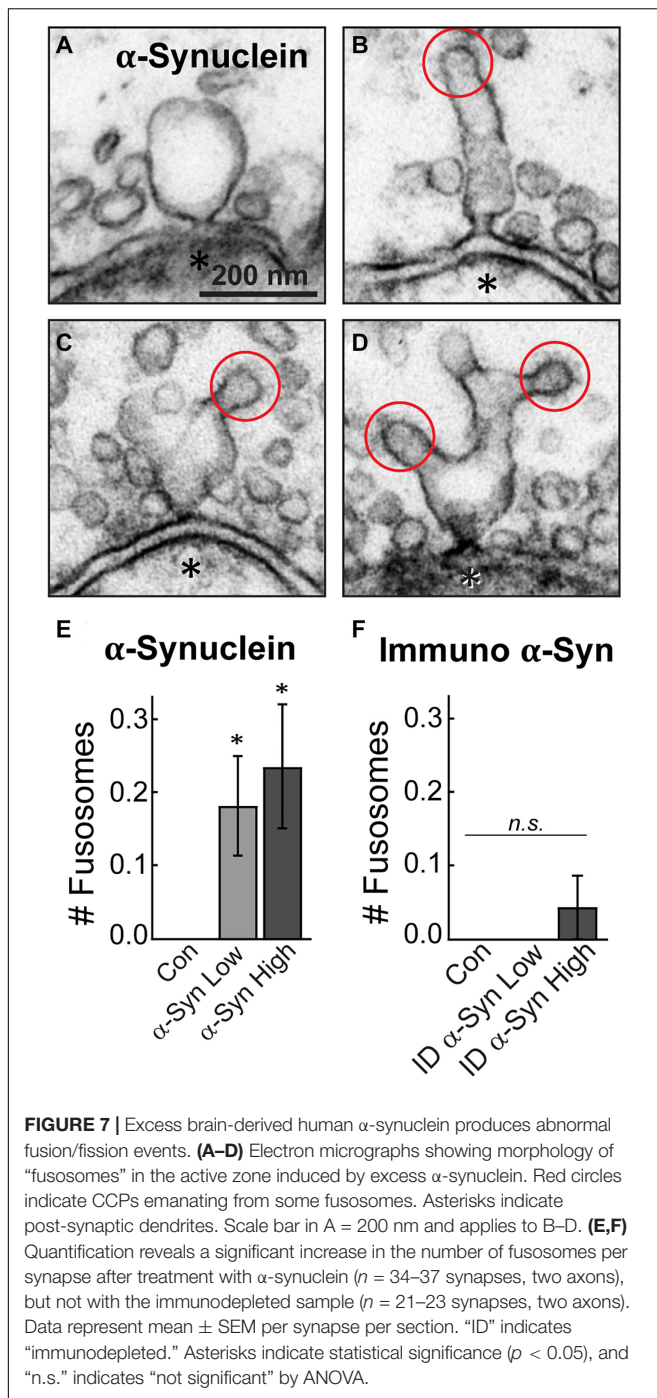 A
α-Synuclein
*
200 nm
B
*
C
*
D
*
E
α-Synuclein
# Fusosomes
0.3
0.2
0.1
0.0
*
*
Con
α-Syn Low
α-Syn High
F
Immuno α-Syn
# Fusosomes
0.3
0.2
0.1
0.0
n.s.
Con
ID α-Syn Low
ID α-Syn High
FIGURE 7 | Excess brain-derived human α-synuclein produces abnormal
fusion/fission events. (A–D) Electron micrographs showing morphology of
“fusosomes” in the active zone induced by excess α-synuclein. Red circles
indicate CCPs emanating from some fusosomes. Asterisks indicate
post-synaptic dendrites. Scale bar in A = 200 nm and applies to B–D. (E,F)
Quantification reveals a significant increase in the number of fusosomes per
synapse after treatment with α-synuclein (n = 34–37 synapses, two axons),
but not with the immunodepleted sample (n = 21–23 synapses, two axons).
Data represent mean ± SEM per synapse per section. “ID” indicates
“immunodepleted.” Asterisks indicate statistical significance (p < 0.05), and
“n.s.” indicates “not significant” by ANOVA.